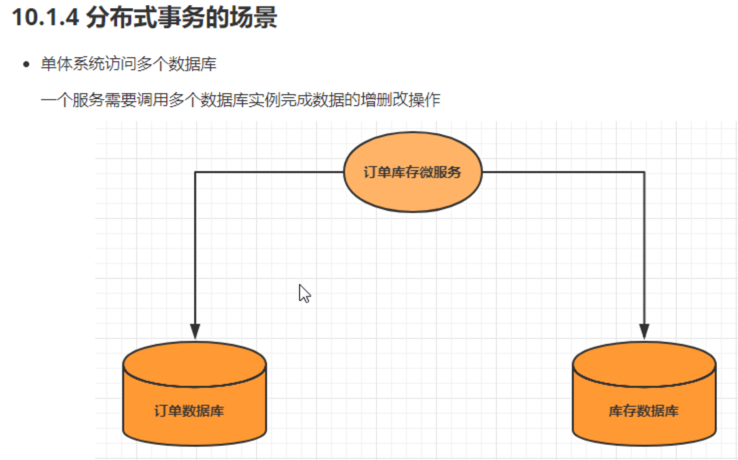 10.1.4 分布式事务的场景
单体系统访问多个数据库
一个服务需要调用多个数据库实例完成数据的增删改操作
订单库存微服务
订单数据库
库存数据库